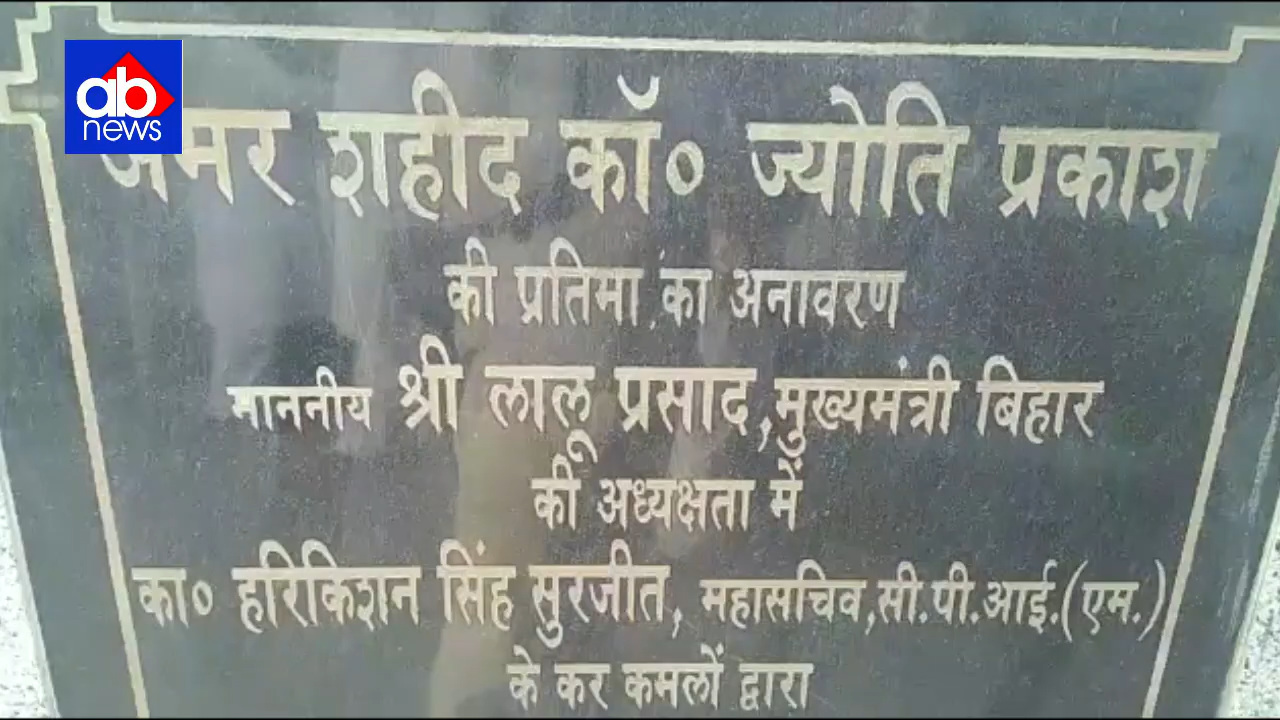 ab
news
अमर शहीद कॉ० ज्योति प्रकाश
की प्रतिमा का अनावरण
माननीय श्री लालू प्रसाद,मुख्यमंत्री बिहार
की अध्यक्षता में
का० हरिकिशन सिंह सुरजीत, महासचिव,सी.पी.आई.(एम.)
के कर कमलों द्वारा